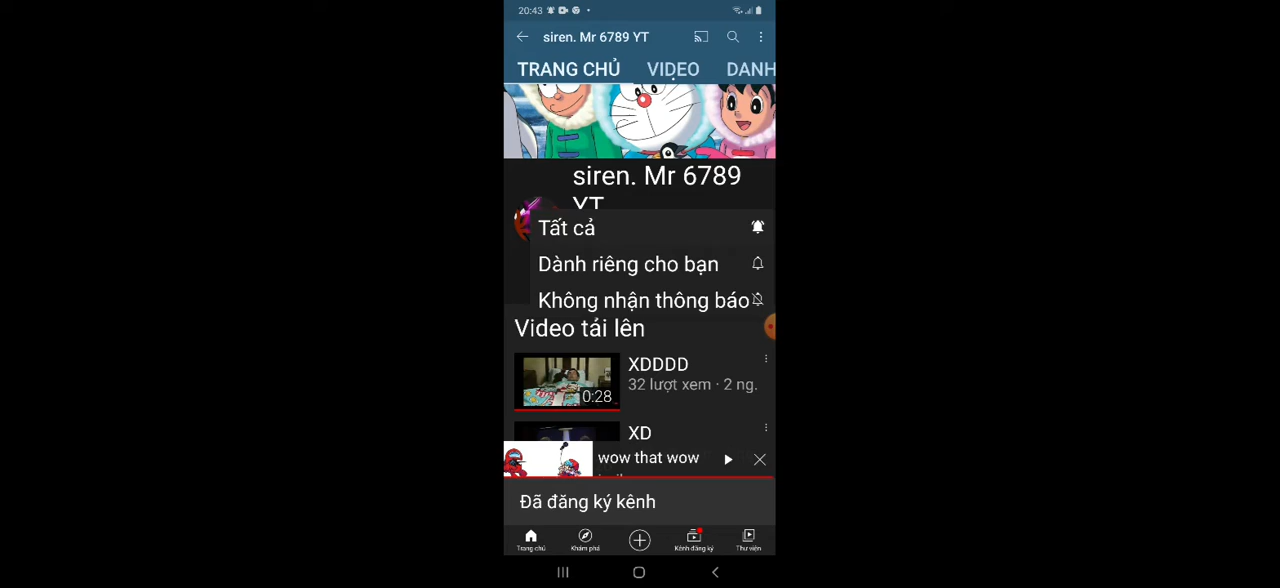 20:43
siren. Mr 6789 YT
TRANG CHỦ VIDEO DANH
siren. Mr 6789
YT
Tất cả
Dành riêng cho bạn
Không nhận thông báo
Video tải lên
XDDDD
32 lượt xem · 2 ng.
0:28
XD
wow that wow
Đã đăng ký kênh
Trang chủ Khám phá Kênh đăng ký Thư viện